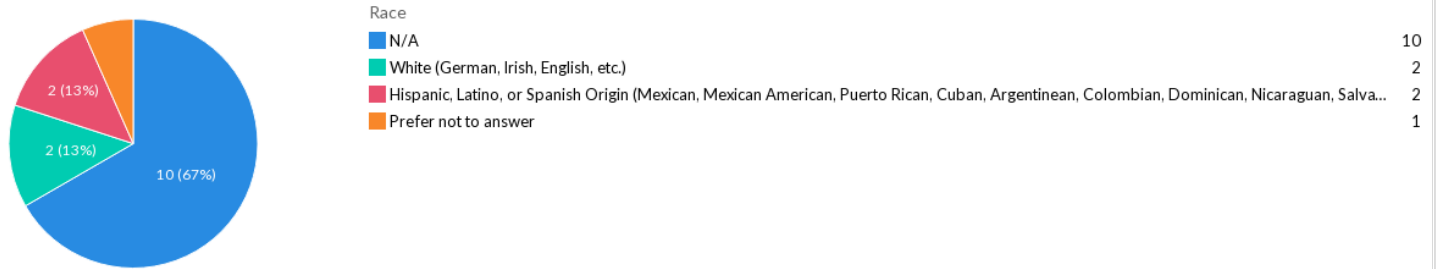 Race
N/A 10
White (German, Irish, English, etc.) 2
Hispanic, Latino, or Spanish Origin (Mexican, Mexican American, Puerto Rican, Cuban, Argentinean, Colombian, Dominican, Nicaraguan, Salva... 2
Prefer not to answer 1
2 (13%)
2 (13%)
10 (67%)